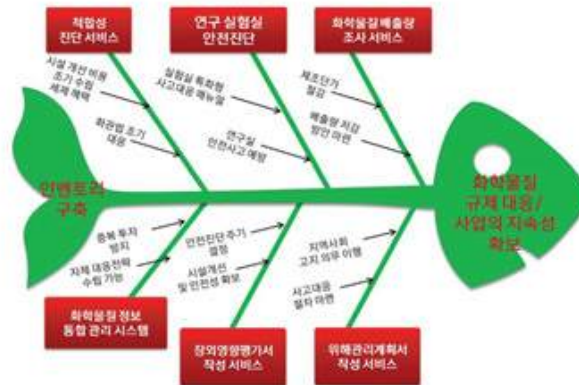 적합성
진단 서비스
연구 실험실
안전진단
화학물질 배출량
조사 서비스
시설 개선 비용
조기 수립
세제 혜택
화관법 조기
대응
실험실 특화형
사고대응 매뉴얼
연구실
안전사고 예방
제조단가
절감
배출량 저감
방안 마련
인벤토리
구축
화학물질
규제 대응/
사업의 지속성
확보
중복 투자
방지
자체 대응전략
수립 가능
안전진단 주기
결정
시설개선
및 안전성 확보
지역사회
고지 의무 이행
사고대응
절차 마련
화학물질 정보
통합 관리 시스템
장외영향평가서
작성 서비스
위해관리계획서
작성 서비스